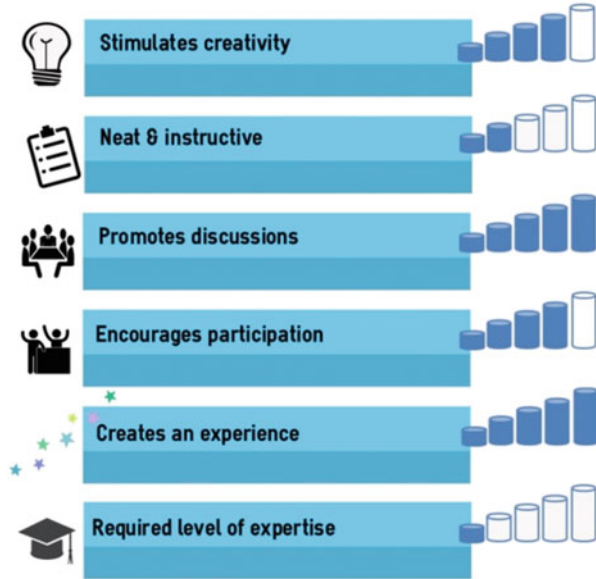 Stimulates creativity
Neat & instructive
Promotes discussions
Encourages participation
Creates an experience
Required level of expertise